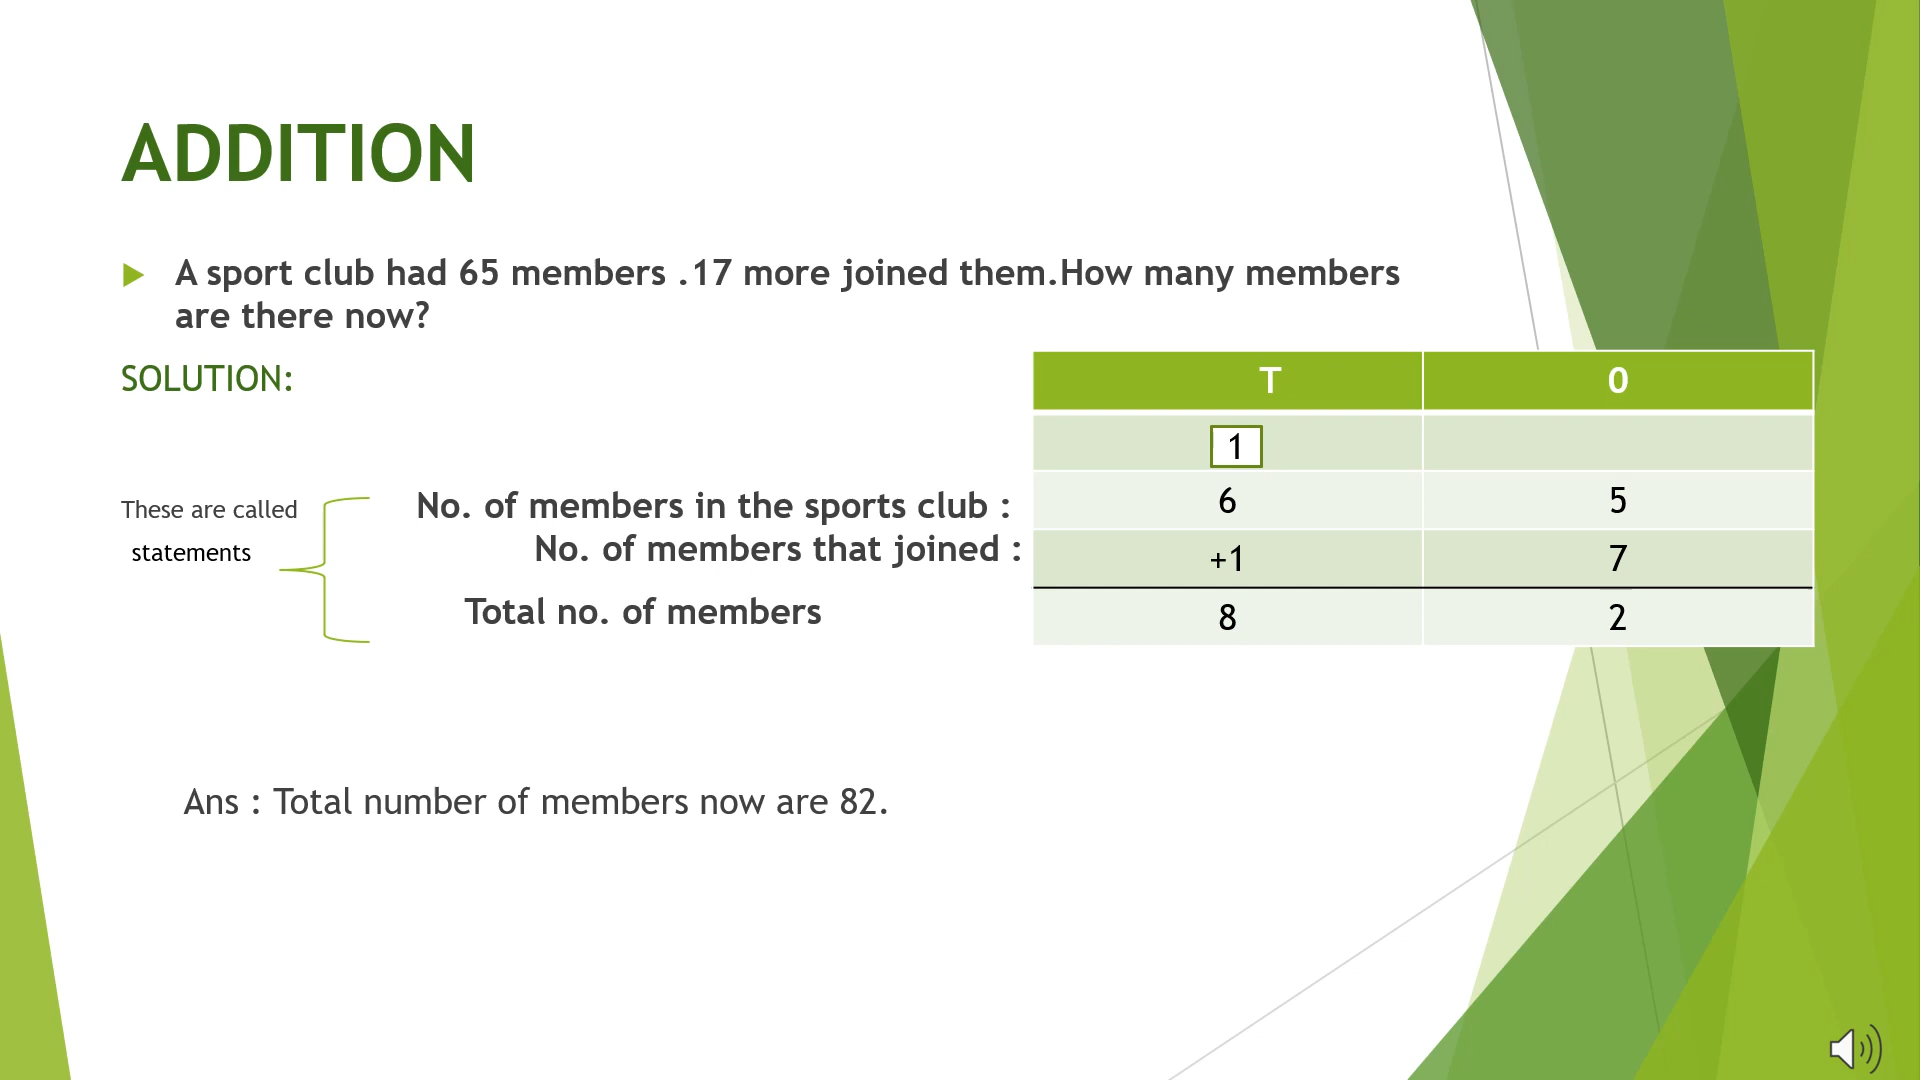 ADDITION
A sport club had 65 members .17 more joined them.How many members
are there now?
SOLUTION:
T 0
1
These are called
statements
No. of members in the sports club : 6 5
No. of members that joined : +1 7
Total no. of members 8 2
Ans : Total number of members now are 82.